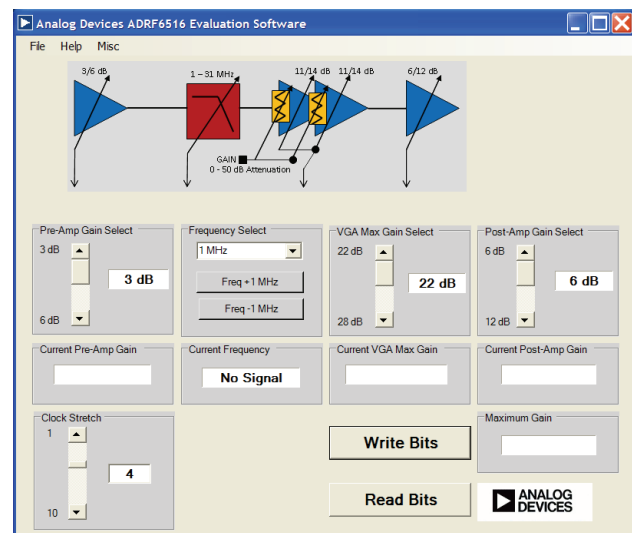 Analog Devices ADRF6516 Evaluation Software
File Help Misc
3/6 dB
1 – 31 MHz
11/14 dB 11/14 dB
6/12 dB
GAIN
0 - 50 dB Attenuation
Pre-Amp Gain Select
3 dB
3 dB
6 dB
Frequency Select
1 MHz
Freq +1 MHz
Freq -1 MHz
VGA Max Gain Select
22 dB
22 dB
28 dB
Post-Amp Gain Select
6 dB
6 dB
12 dB
Current Pre-Amp Gain
Current Frequency
No Signal
Current VGA Max Gain
Current Post-Amp Gain
Clock Stretch
1
4
10
Write Bits
Read Bits
Maximum Gain
ANALOG
DEVICES